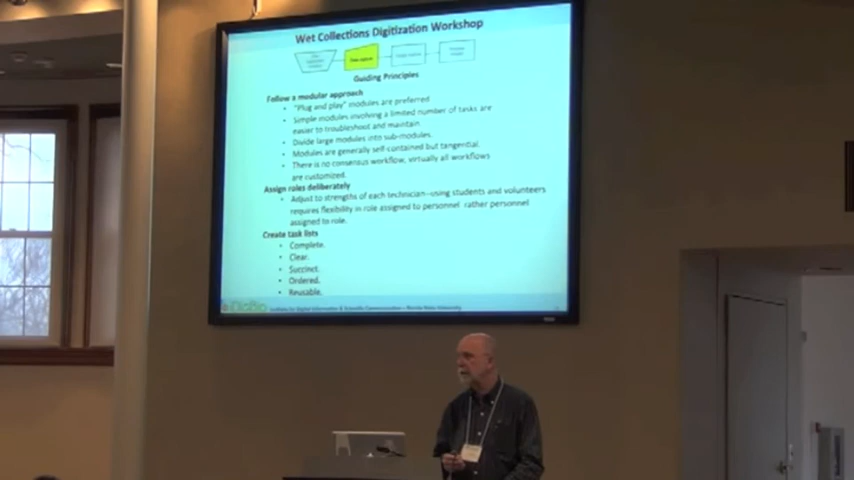 Wet Collections Digitization Workshop
Guiding Principles
Follow a modular approach
• "Plug and play" modules are preferred
• Simple modules involving a limited number of tasks are
easier to troubleshoot and maintain.
• Divide large modules into sub-modules.
• Modules are generally self-contained but tangential.
• There is no consensus workflow, virtually all workflows
are customized.
Assign roles deliberately
• Adjust to strengths of each technician--using students and volunteers
requires flexibility in role assigned to personnel rather personnel
assigned to role.
Create task lists
• Complete.
• Clear.
• Succinct.
• Ordered.
• Reusable.
iDigBio